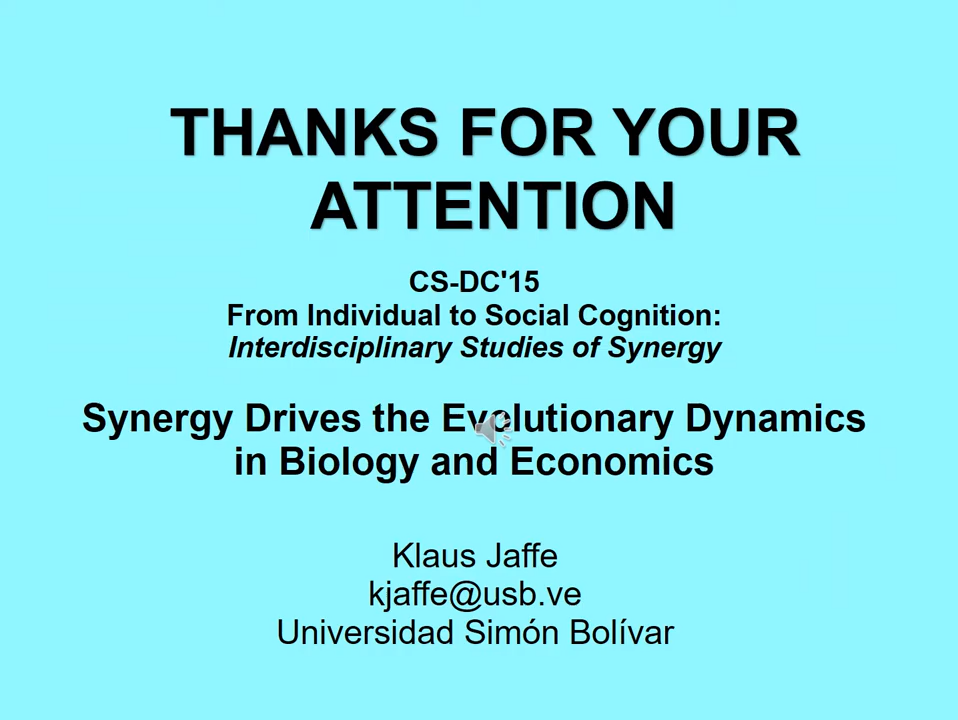 THANKS FOR YOUR
ATTENTION
CS-DC'15
From Individual to Social Cognition:
Interdisciplinary Studies of Synergy
Synergy Drives the Evolutionary Dynamics
in Biology and Economics
Klaus Jaffe
kjaffe@usb.ve
Universidad Simón Bolívar